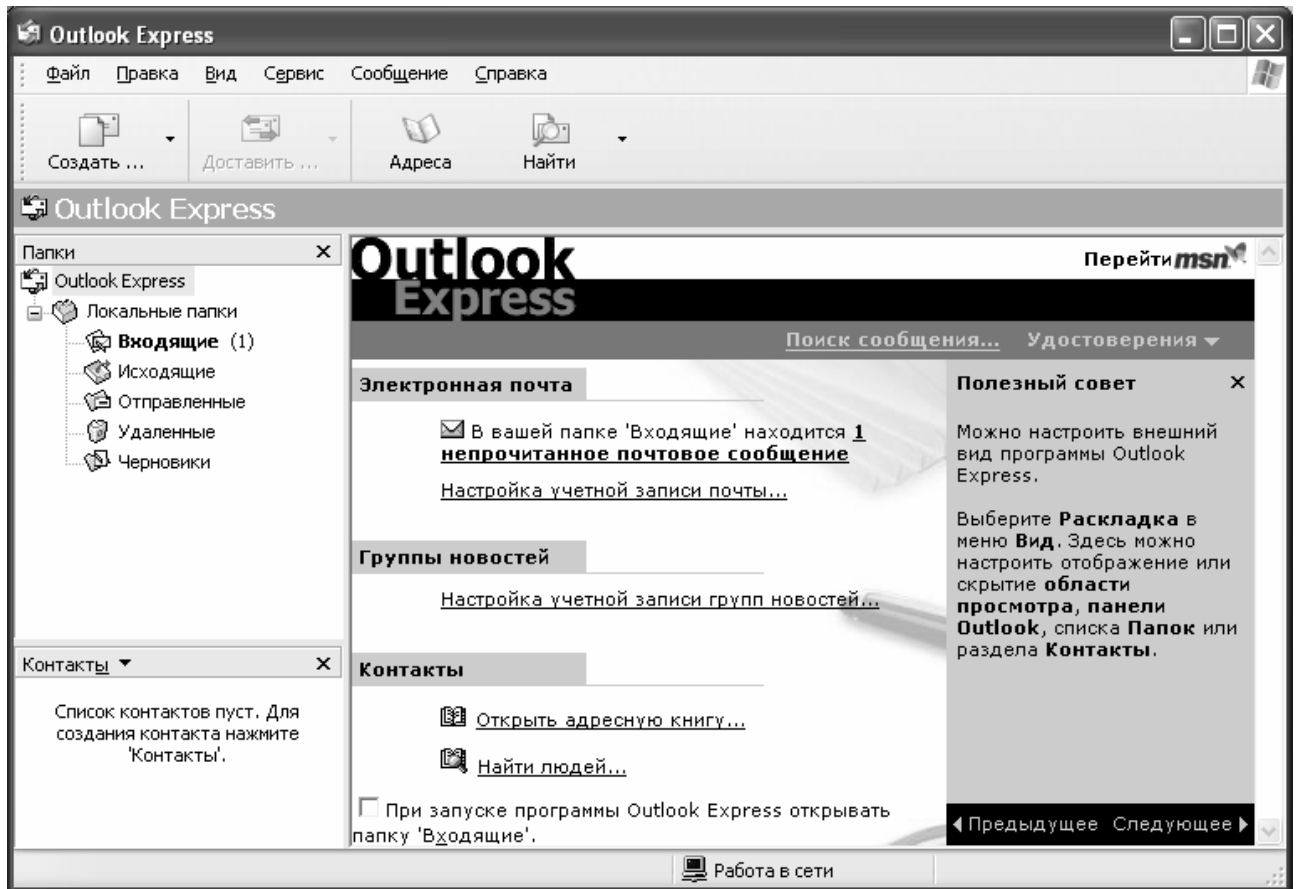 Outlook Express
Файл Правка Вид Сервис Сообщение Справка
Создать ... Доставить ... Адреса Найти
Outlook Express
Папки
Outlook Express
Локальные папки
Входящие (1)
Исходящие
Отправленные
Удаленные
Черновики
Контакты
Список контактов пуст. Для
создания контакта нажмите
'Контакты'.
Outlook
Express
Перейти msn
Поиск сообщения... Удостоверения
Электронная почта
В вашей папке 'Входящие' находится 1
непрочитанное почтовое сообщение
Настройка учетной записи почты...
Группы новостей
Настройка учетной записи групп новостей...
Контакты
Открыть адресную книгу...
Найти людей...
При запуске программы Outlook Express открывать
папку 'Входящие'.
Полезный совет
Можно настроить внешний
вид программы Outlook
Express.
Выберите Раскладка в
меню Вид. Здесь можно
настроить отображение или
скрытие области
просмотра, панели
Outlook, списка Папок или
раздела Контакты.
Предыдущее Следующее
Работа в сети